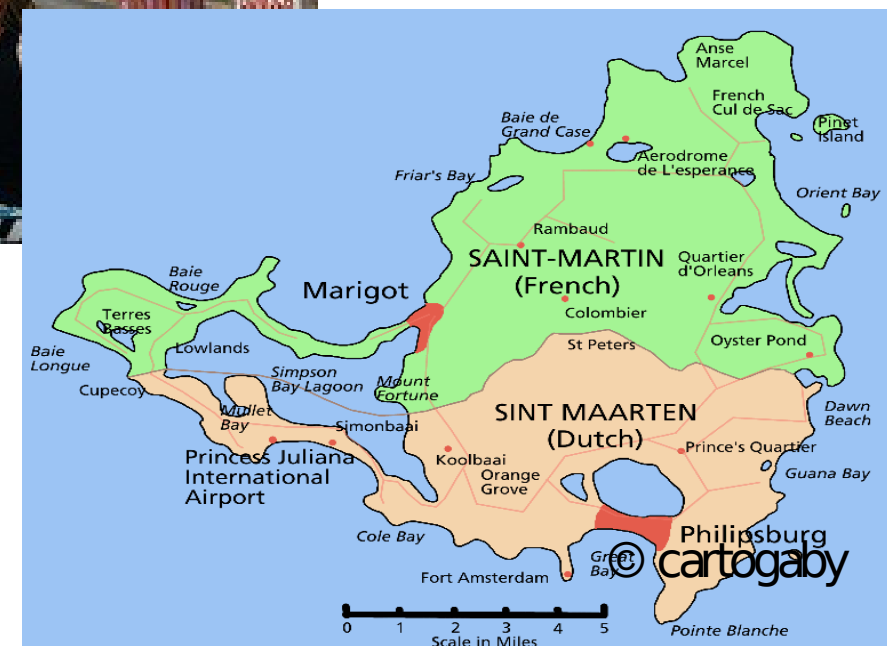 Anse
Marcel
French
Cul de Sac
Pinet
Island
Baie de
Grand Case
Aerodrome
de L'esperance
Friar's Bay
Orient Bay
Rambaud
SAINT-MARTIN
(French)
Quartier
d'Orleans
Baie
Rouge
Marigot
Colombier
Terres
Basses
St Peters
Oyster Pond
Baie
Longue
Lowlands
Simpson
Bay Lagoon
Mount
Fortune
Cupecoy
Mullet
Bay
Simonbaai
SINT MAARTEN
(Dutch)
Dawn
Beach
Princess Juliana
International
Airport
Koolbaai
Orange
Grove
Prince's Quartier
Guana Bay
Cole Bay
Philipsburg
Great
Bay
© cartogaby
Fort Amsterdam
0 1 2 3 4 5
Scale in Miles
Pointe Blanche